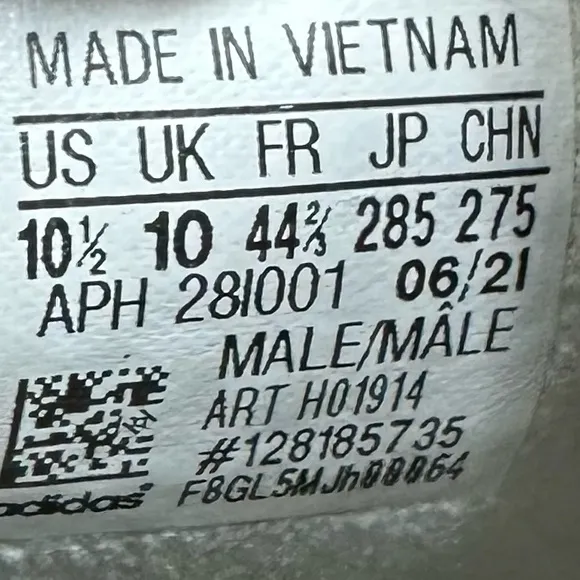 MADE IN VIETNAM
US UK FR JP CHN
10½ 10 44⅔ 285 275
APH 281001 06/21
MALE/MÂLE
ART H01914
#128185735
adidas